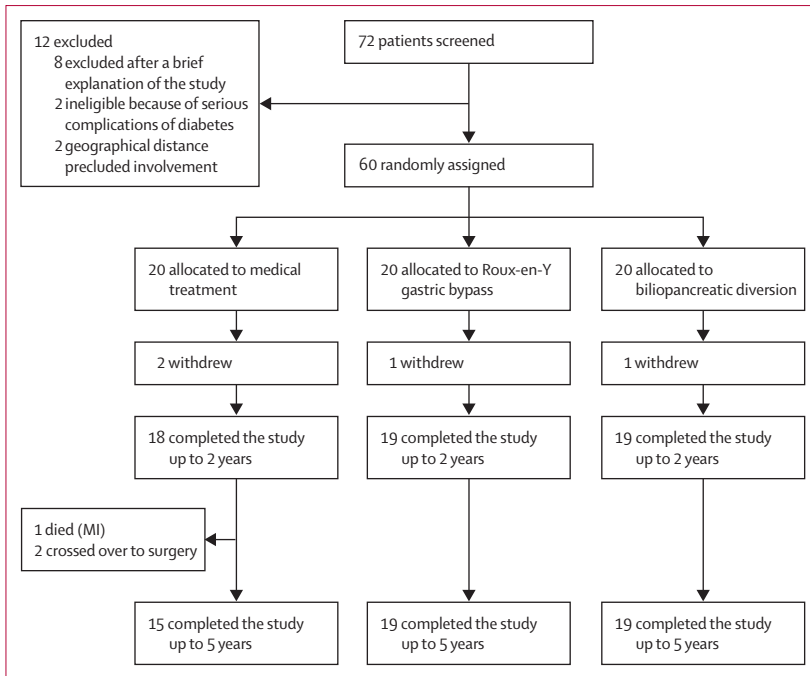 12 excluded
8 excluded after a brief
explanation of the study
2 ineligible because of serious
complications of diabetes
2 geographical distance
precluded involvement
72 patients screened
60 randomly assigned
20 allocated to medical
treatment
20 allocated to Roux-en-Y
gastric bypass
20 allocated to
biliopancreatic diversion
2 withdrew
1 withdrew
1 withdrew
18 completed the study
up to 2 years
19 completed the study
up to 2 years
19 completed the study
up to 2 years
1 died (MI)
2 crossed over to surgery
15 completed the study
up to 5 years
19 completed the study
up to 5 years
19 completed the study
up to 5 years